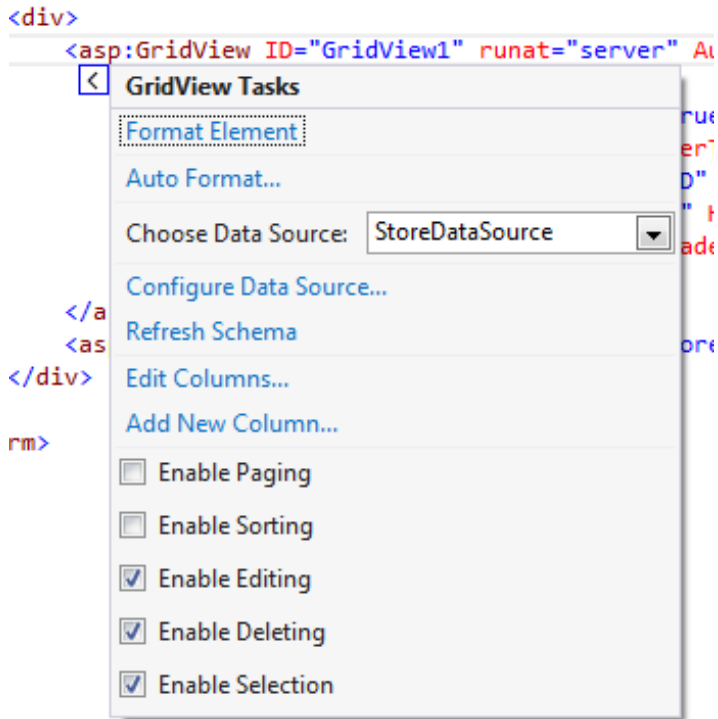 <div>
<asp:GridView ID="GridView1" runat="server" Au
GridView Tasks
Format Element
Auto Format...
Choose Data Source: StoreDataSource
Configure Data Source...
</a
Refresh Schema
<as
</div>
Edit Columns...
Add New Column...
rm>
Enable Paging
Enable Sorting
Enable Editing
Enable Deleting
Enable Selection